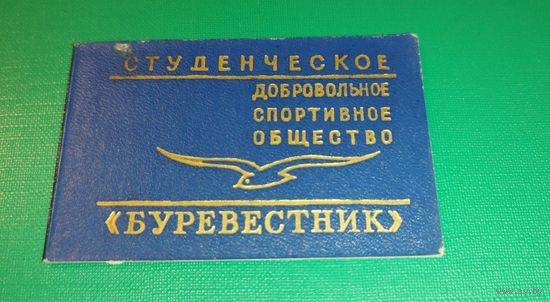 СТУДЕНЧЕСКОЕ
ДОБРОВОЛЬНОЕ
СПОРТИВНОЕ
ОБЩЕСТВО
«БУРЕВЕСТНИК»